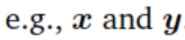 e.g., x and y.